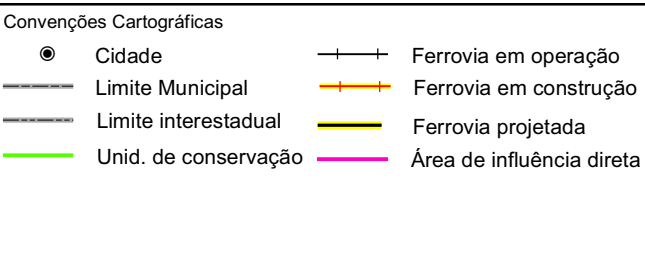 Convenções Cartográficas
Cidade
Limite Municipal
Limite interestadual
Unid. de conservação
Ferrovia em operação
Ferrovia em construção
Ferrovia projetada
Área de influência direta